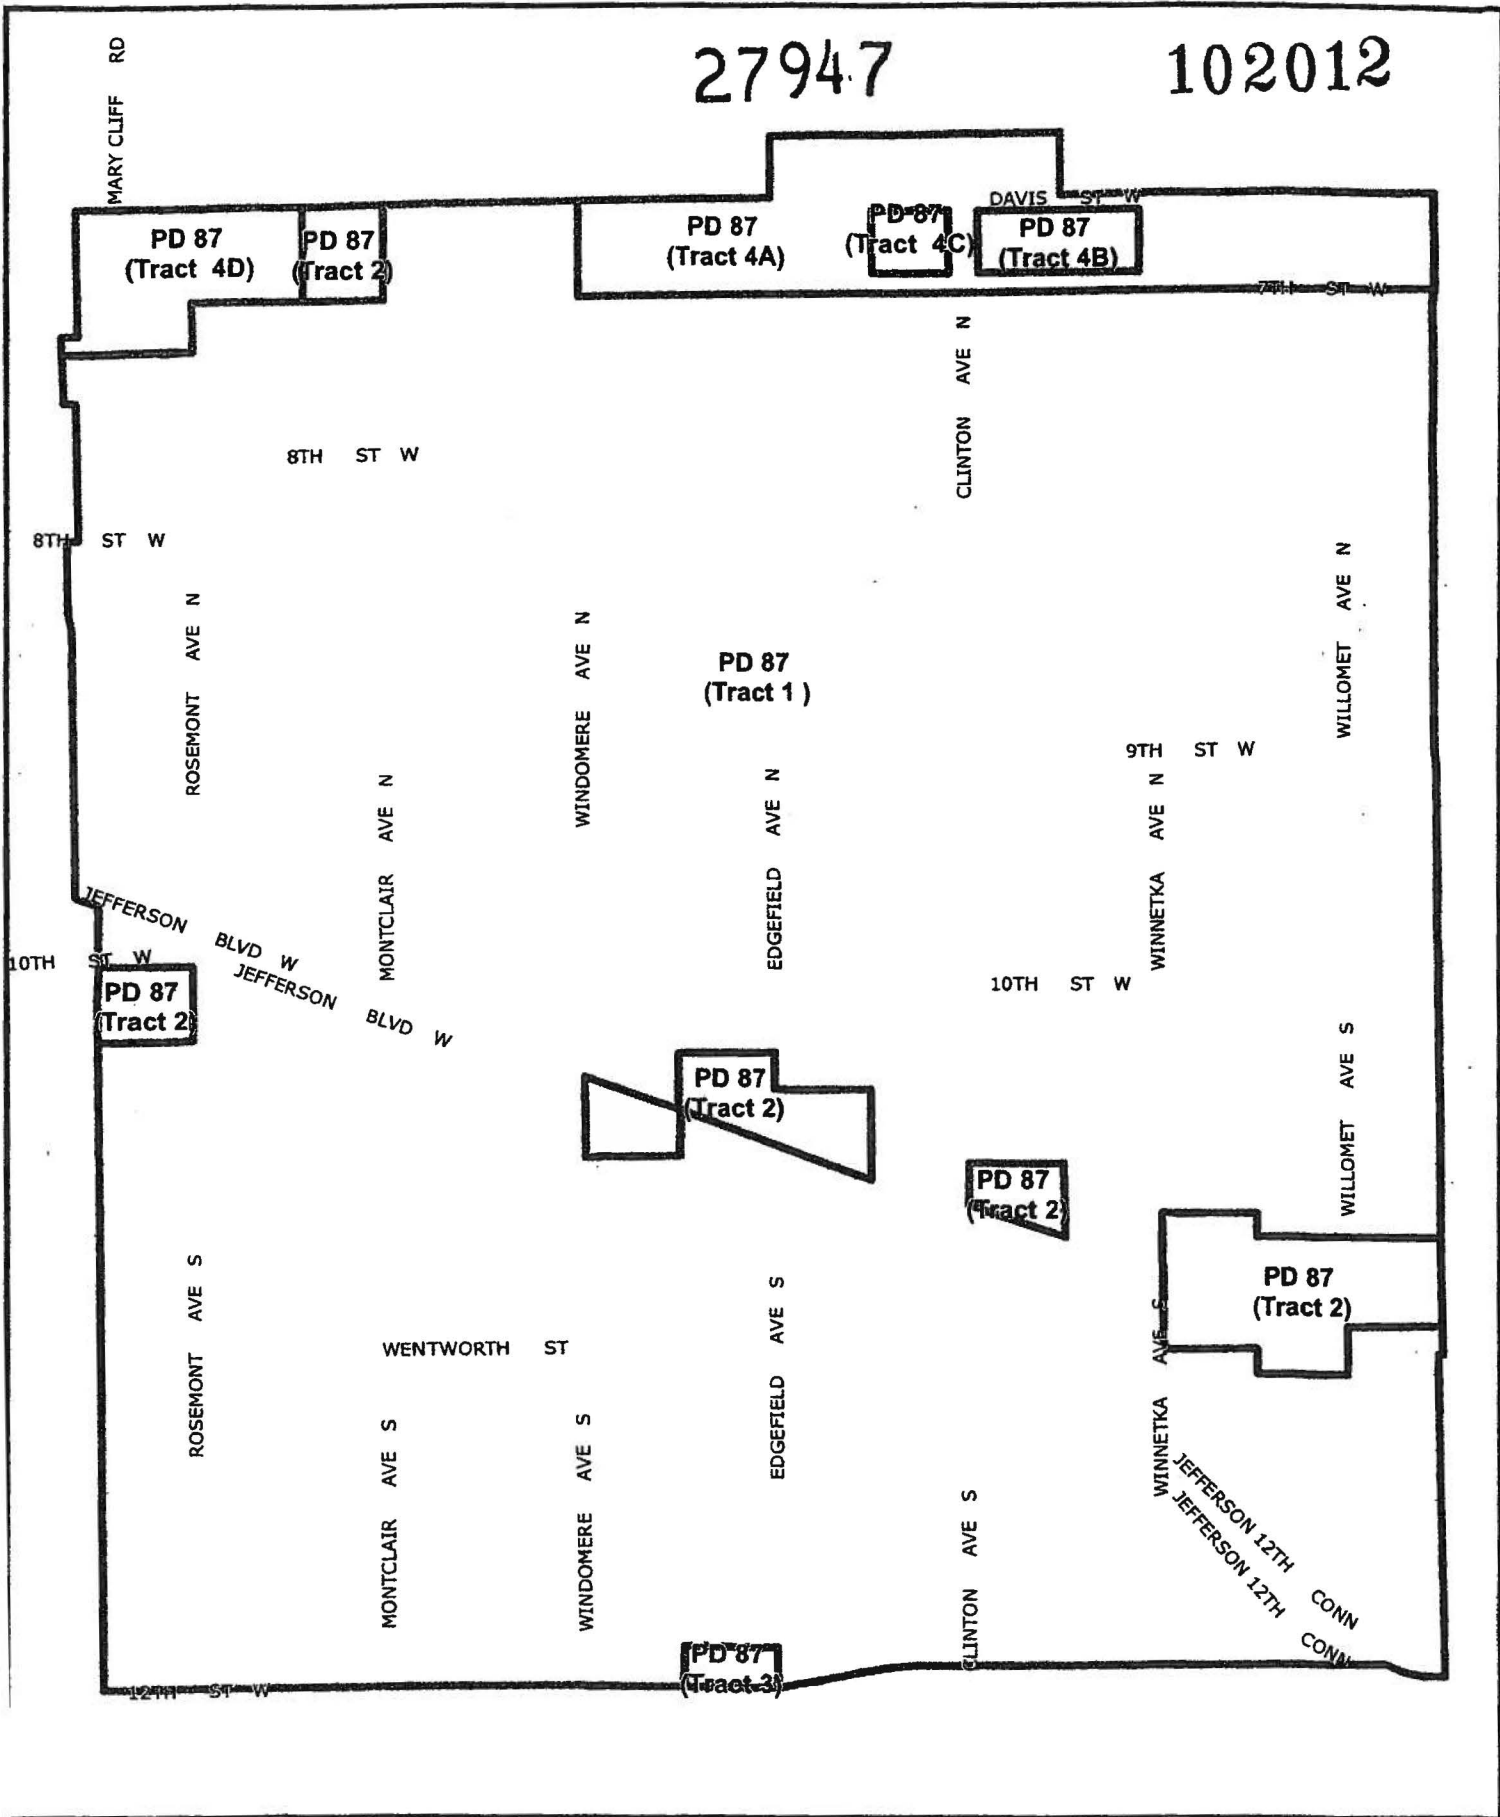 27947 102012
MARY CLIFF RD
DAVIS ST W
PD 87
(Tract 4D)
PD 87
(Tract 2)
PD 87
(Tract 4A)
PD 87
(Tract 4C)
PD 87
(Tract 4B)
7TH ST W
CLINTON AVE N
8TH ST W
8TH ST W
ROSEMONT AVE N
WINDOMERE AVE N
WILLOMET AVE N
PD 87
(Tract 1 )
9TH ST W
MONTCLAIR AVE N
EDGEFIELD AVE N
WINNETKA AVE N
JEFFERSON BLVD W
10TH ST W
JEFFERSON BLVD W
10TH ST W
PD 87
(Tract 2)
WILLOMET AVE S
PD 87
(Tract 2)
PD 87
(Tract 2)
PD 87
(Tract 2)
ROSEMONT AVE S
EDGEFIELD AVE S
WINNETKA AVE S
WENTWORTH ST
MONTCLAIR AVE S
WINDOMERE AVE S
CLINTON AVE S
JEFFERSON 12TH CONN
JEFFERSON 12TH CONN
PD 87
(Tract 3)
12TH ST W